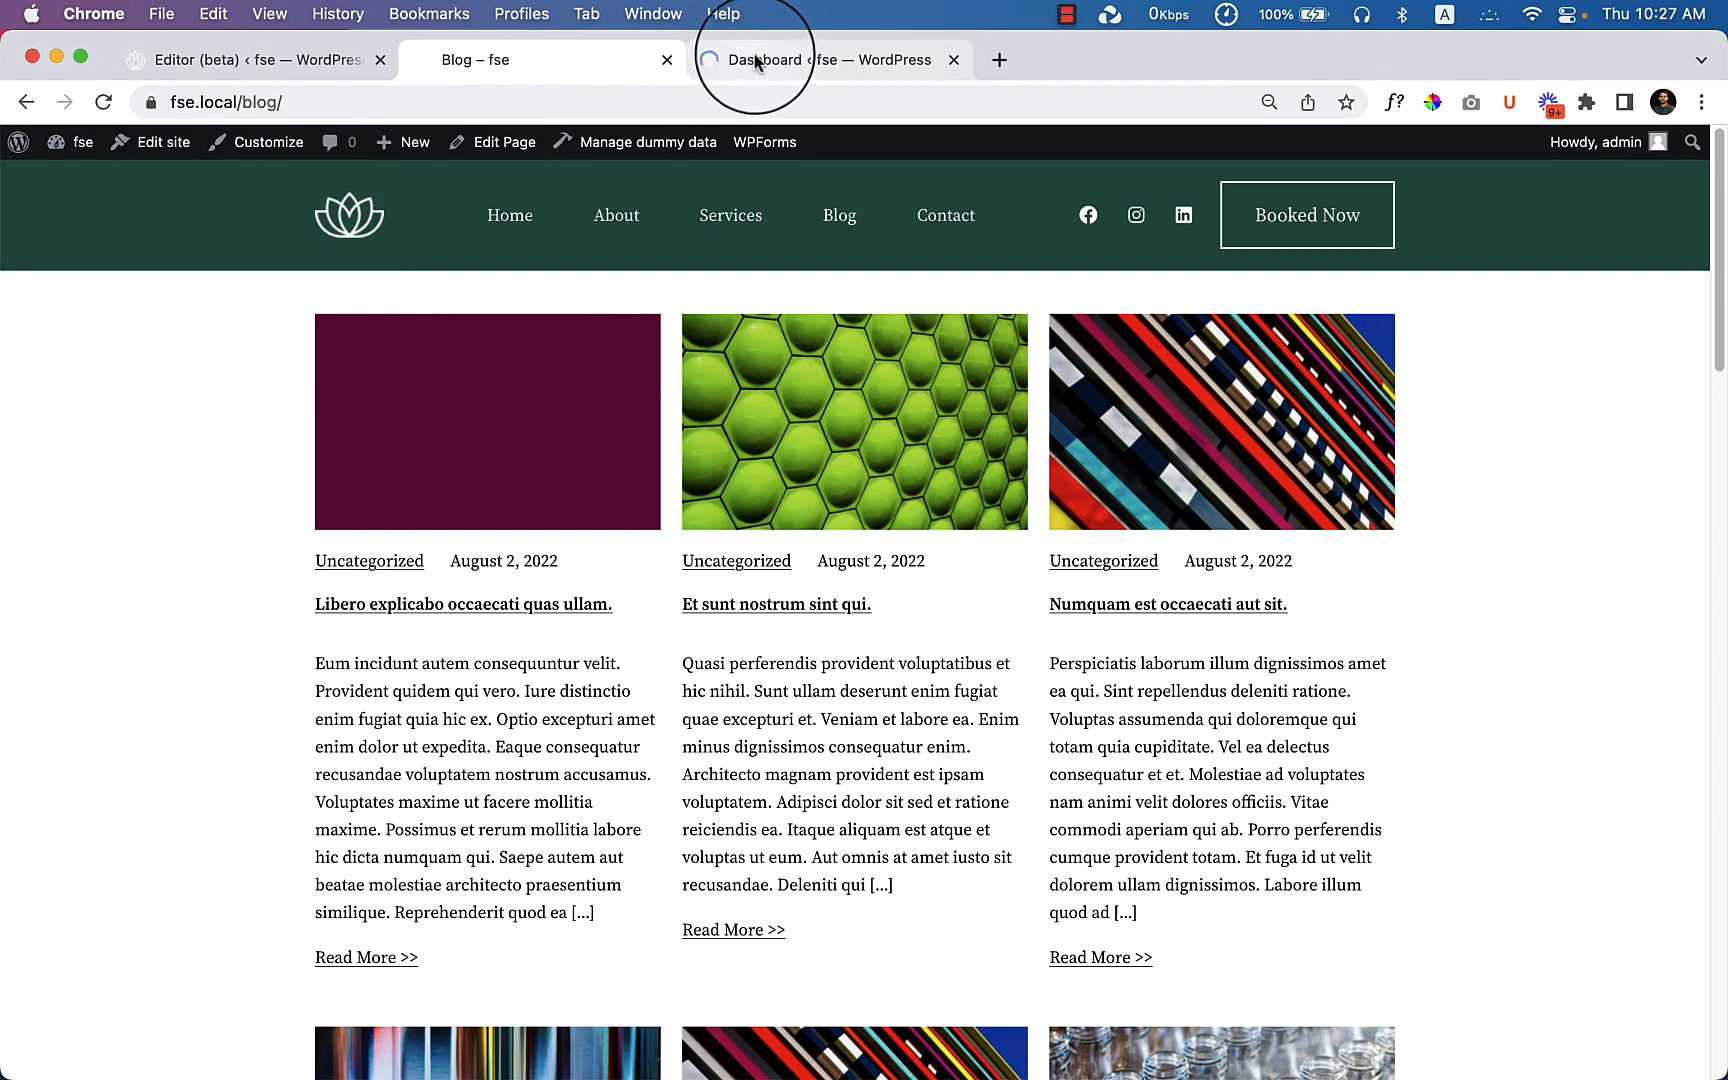 Chrome File Edit View History Bookmarks Profiles Tab Window Help 0Kbps 100% A Thu 10:27 AM
Editor (beta) ‹ fse — WordPres Blog – fse Dashboard ‹ fse — WordPress
fse.local/blog/ f? U 9+
fse Edit site Customize 0 New Edit Page Manage dummy data WPForms Howdy, admin
Home About Services Blog Contact Booked Now
Uncategorized August 2, 2022
Libero explicabo occaecati quas ullam.
Eum incidunt autem consequuntur velit.
Provident quidem qui vero. Iure distinctio
enim fugiat quia hic ex. Optio excepturi amet
enim dolor ut expedita. Eaque consequatur
recusandae voluptatem nostrum accusamus.
Voluptates maxime ut facere mollitia
maxime. Possimus et rerum mollitia labore
hic dicta numquam qui. Saepe autem aut
beatae molestiae architecto praesentium
similique. Reprehenderit quod ea [...]
Read More >>
Uncategorized August 2, 2022
Et sunt nostrum sint qui.
Quasi perferendis provident voluptatibus et
hic nihil. Sunt ullam deserunt enim fugiat
quae excepturi et. Veniam et labore ea. Enim
minus dignissimos consequatur enim.
Architecto magnam provident est ipsam
voluptatem. Adipisci dolor sit sed et ratione
reiciendis ea. Itaque aliquam est atque et
voluptas ut eum. Aut omnis at amet iusto sit
recusandae. Deleniti qui [...]
Read More >>
Uncategorized August 2, 2022
Numquam est occaecati aut sit.
Perspiciatis laborum illum dignissimos amet
ea qui. Sint repellendus deleniti ratione.
Voluptas assumenda qui doloremque qui
totam quia cupiditate. Vel ea delectus
consequatur et et. Molestiae ad voluptates
nam animi velit dolores officiis. Vitae
commodi aperiam qui ab. Porro perferendis
cumque provident totam. Et fuga id ut velit
dolorem ullam dignissimos. Labore illum
quod ad [...]
Read More >>